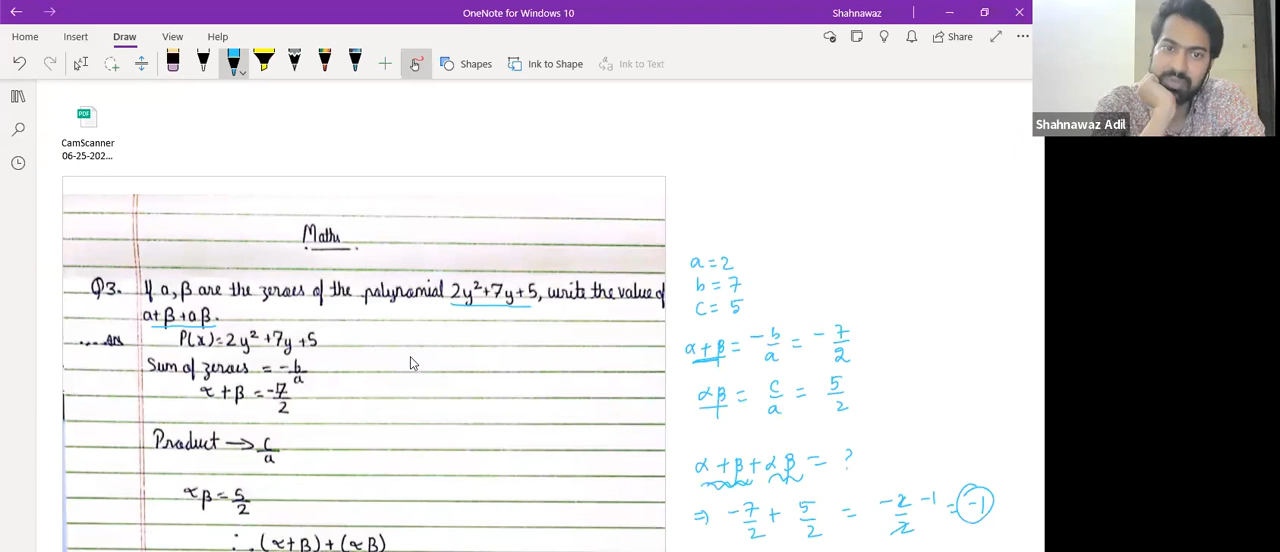 OneNote for Windows 10
Shahnawaz
Home Insert Draw View Help
Share
Shapes Ink to Shape Ink to Text
PDF
CamScanner
06-25-202...
Shahnawaz Adil
Maths
Q3. If α, β are the zeroes of the polynomial 2y²+7y+5, write the value of
α+β+αβ.
Ans P(x)=2y²+7y+5
Sum of zeroes = -b/a
α+β = -7/2
Product → c/a
αβ = 5/2
∴ (α+β)+(αβ)
a=2
b=7
c=5
α+β = -b/a = -7/2
αβ = c/a = 5/2
α+β+αβ = ?
⇒ -7/2 + 5/2 = -2/2 -1 = -1